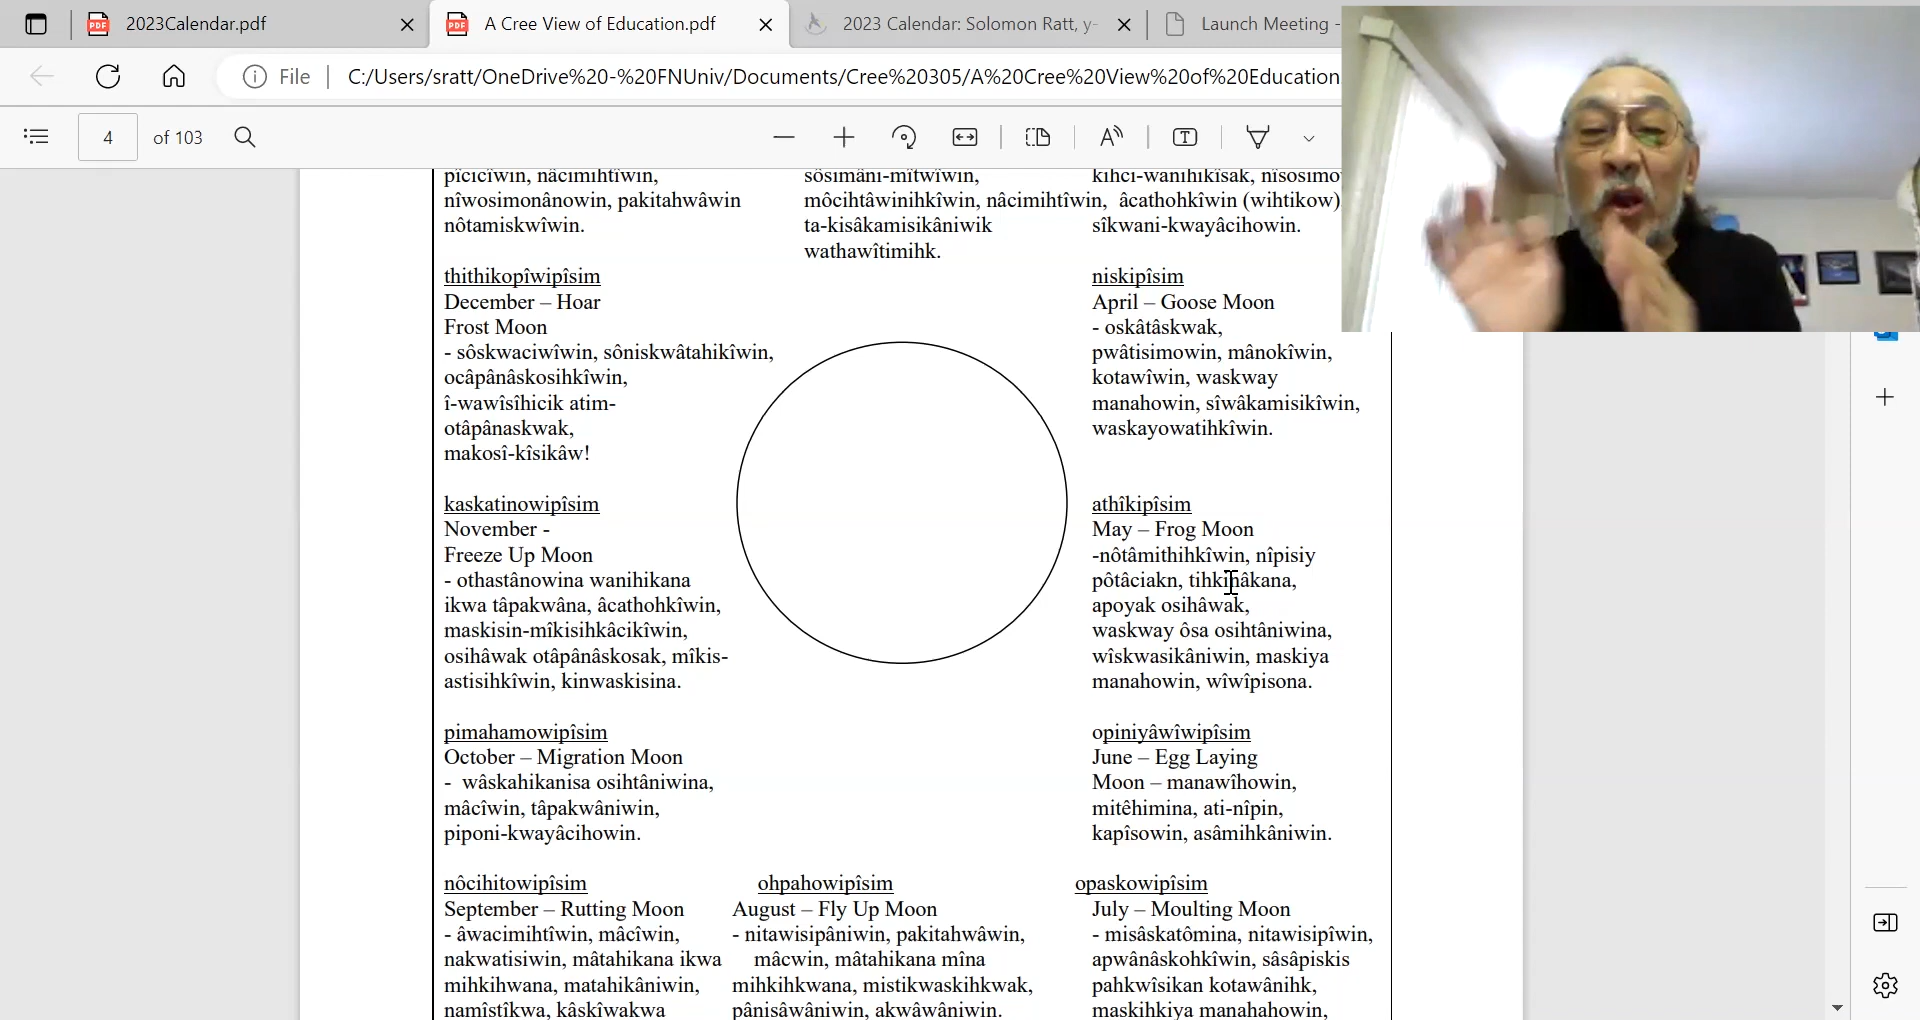 2023Calendar.pdf
A Cree View of Education.pdf
2023 Calendar: Solomon Ratt, y-
Launch Meeting -
File
C:/Users/sratt/OneDrive%20-%20FNUniv/Documents/Cree%20305/A%20Cree%20View%20of%20Education
4 of 103
pîcicîwin, nâcimihtîwin,
nîwosimonânowin, pakitahwâwin
nôtamiskwîwin.
sôsimâni-mîtwîwin,
môcihtâwinihkîwin, nâcimihtîwin,
ta-kisâkamisikâniwik
wathawîtimihk.
kihci-wanihikîsak, nîsosimo
âcathohkîwin (wihtikow)
sîkwani-kwayâcihowin.
thithikopîwipîsim
December – Hoar
Frost Moon
- sôskwaciwîwin, sôniskwâtahikîwin,
ocâpânâskosihkîwin,
î-wawîsîhicik atim-
otâpânaskwak,
makosî-kîsikâw!
niskipîsim
April – Goose Moon
- oskâtâskwak,
pwâtisimowin, mânokîwin,
kotawîwin, waskway
manahowin, sîwâkamisikîwin,
waskayowatihkîwin.
kaskatinowipîsim
November -
Freeze Up Moon
- othastânowina wanihikana
ikwa tâpakwâna, âcathohkîwin,
maskisin-mîkisihkâcikîwin,
osihâwak otâpânâskosak, mîkis-
astisihkîwin, kinwaskisina.
athîkipîsim
May – Frog Moon
-nôtâmithihkîwin, nîpisiy
pôtâciakn, tihkinâkana,
apoyak osihâwak,
waskway ôsa osihtâniwina,
wîskwasikâniwin, maskiya
manahowin, wîwîpisona.
pimahamowipîsim
October – Migration Moon
- wâskahikanisa osihtâniwina,
mâcîwin, tâpakwâniwin,
piponi-kwayâcihowin.
opiniyâwîwipîsim
June – Egg Laying
Moon – manawîhowin,
mitêhimina, ati-nîpin,
kapîsowin, asâmihkâniwin.
nôcihitowipîsim
September – Rutting Moon
- âwacimihtîwin, mâcîwin,
nakwatisiwin, mâtahikana ikwa
mihkihwana, matahikâniwin,
namîstîkwa, kâskîwakwa
ohpahowipîsim
August – Fly Up Moon
- nitawisipâniwin, pakitahwâwin,
mâcwin, mâtahikana mîna
mihkihkwana, mistikwaskihkwak,
pânisâwâniwin, akwâwâniwin.
opaskowipîsim
July – Moulting Moon
- misâskatômina, nitawisipîwin,
apwânâskohkîwin, sâsâpiskis
pahkwîsikan kotawânihk,
maskihkiya manahahowin,